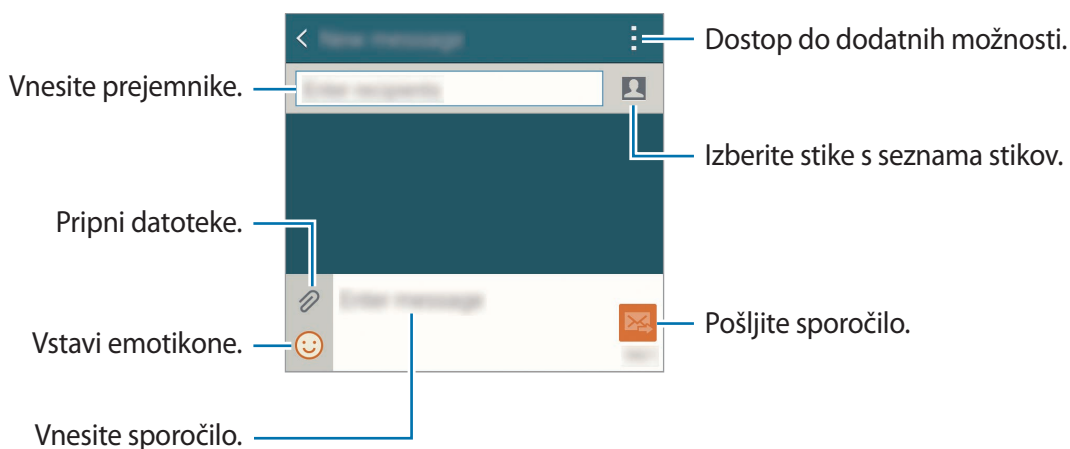 Dostop do dodatnih možnosti.
Vnesite prejemnike.
Izberite stike s seznama stikov.
Pripni datoteke.
Pošljite sporočilo.
Vstavi emotikone.
Vnesite sporočilo.